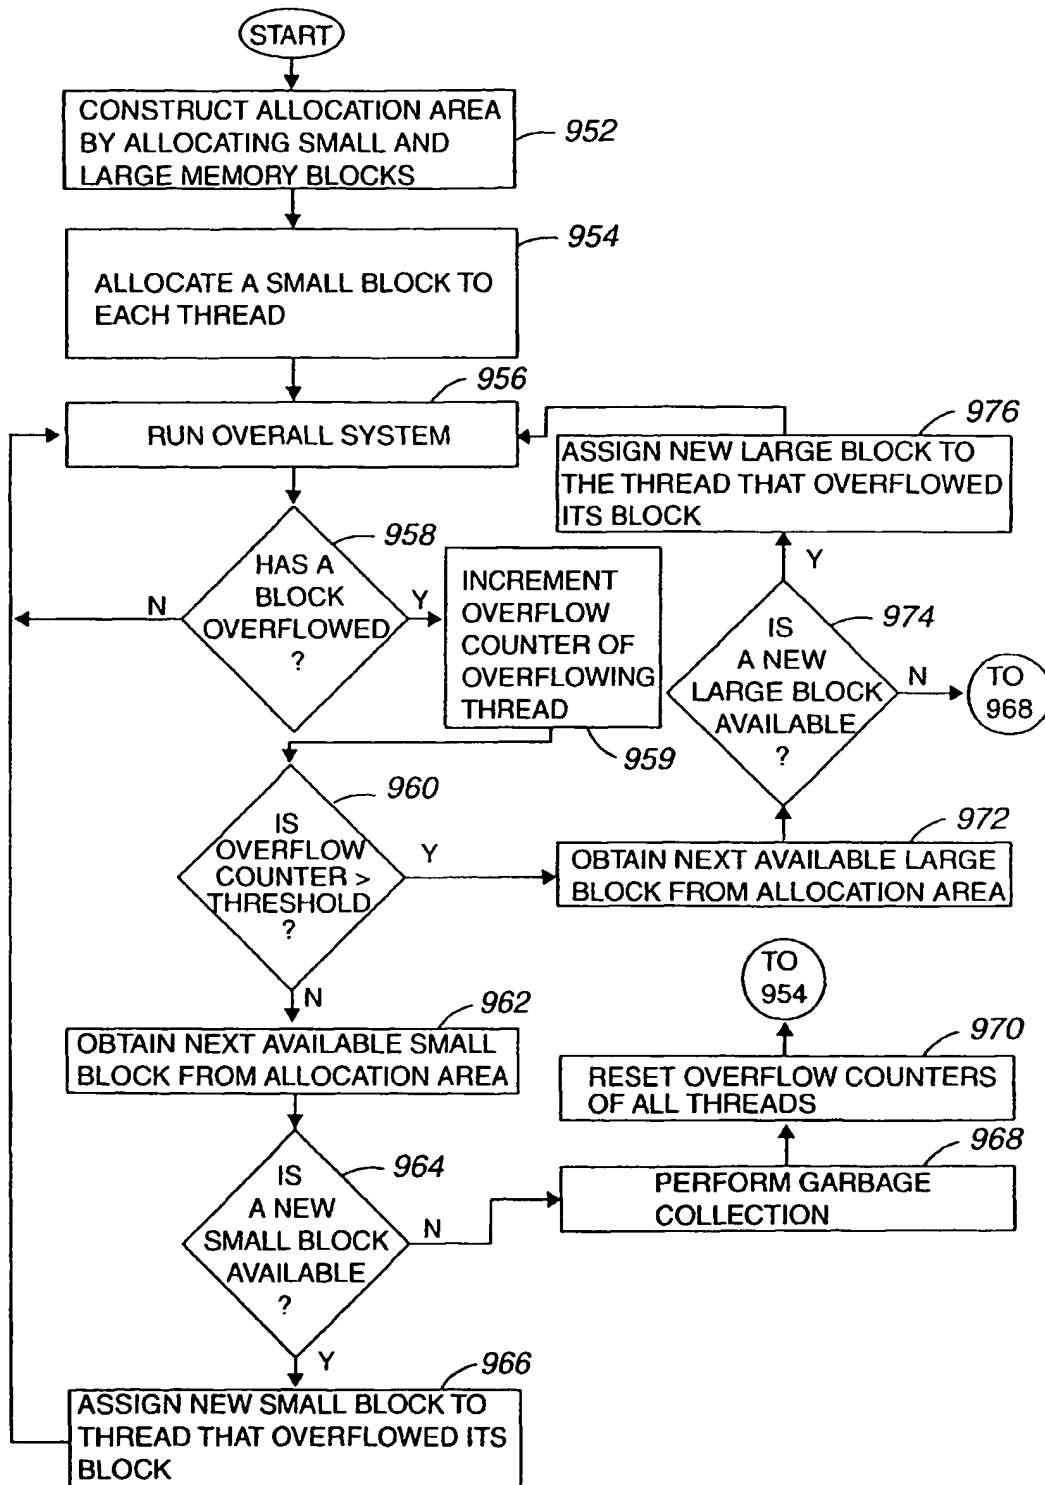 START
CONSTRUCT ALLOCATION AREA
BY ALLOCATING SMALL AND
LARGE MEMORY BLOCKS
952
954
ALLOCATE A SMALL BLOCK TO
EACH THREAD
956
RUN OVERALL SYSTEM
976
ASSIGN NEW LARGE BLOCK TO
THE THREAD THAT OVERFLOWED
ITS BLOCK
958
HAS A
BLOCK
OVERFLOWED
?
N
Y
INCREMENT
OVERFLOW
COUNTER OF
OVERFLOWING
THREAD
959
Y
974
IS
A NEW
LARGE BLOCK
AVAILABLE
?
N
TO
968
960
IS
OVERFLOW
COUNTER >
THRESHOLD
?
Y
972
OBTAIN NEXT AVAILABLE LARGE
BLOCK FROM ALLOCATION AREA
N
962
OBTAIN NEXT AVAILABLE SMALL
BLOCK FROM ALLOCATION AREA
TO
954
970
RESET OVERFLOW COUNTERS
OF ALL THREADS
968
PERFORM GARBAGE
COLLECTION
964
IS
A NEW
SMALL BLOCK
AVAILABLE
?
N
Y
966
ASSIGN NEW SMALL BLOCK TO
THREAD THAT OVERFLOWED ITS
BLOCK